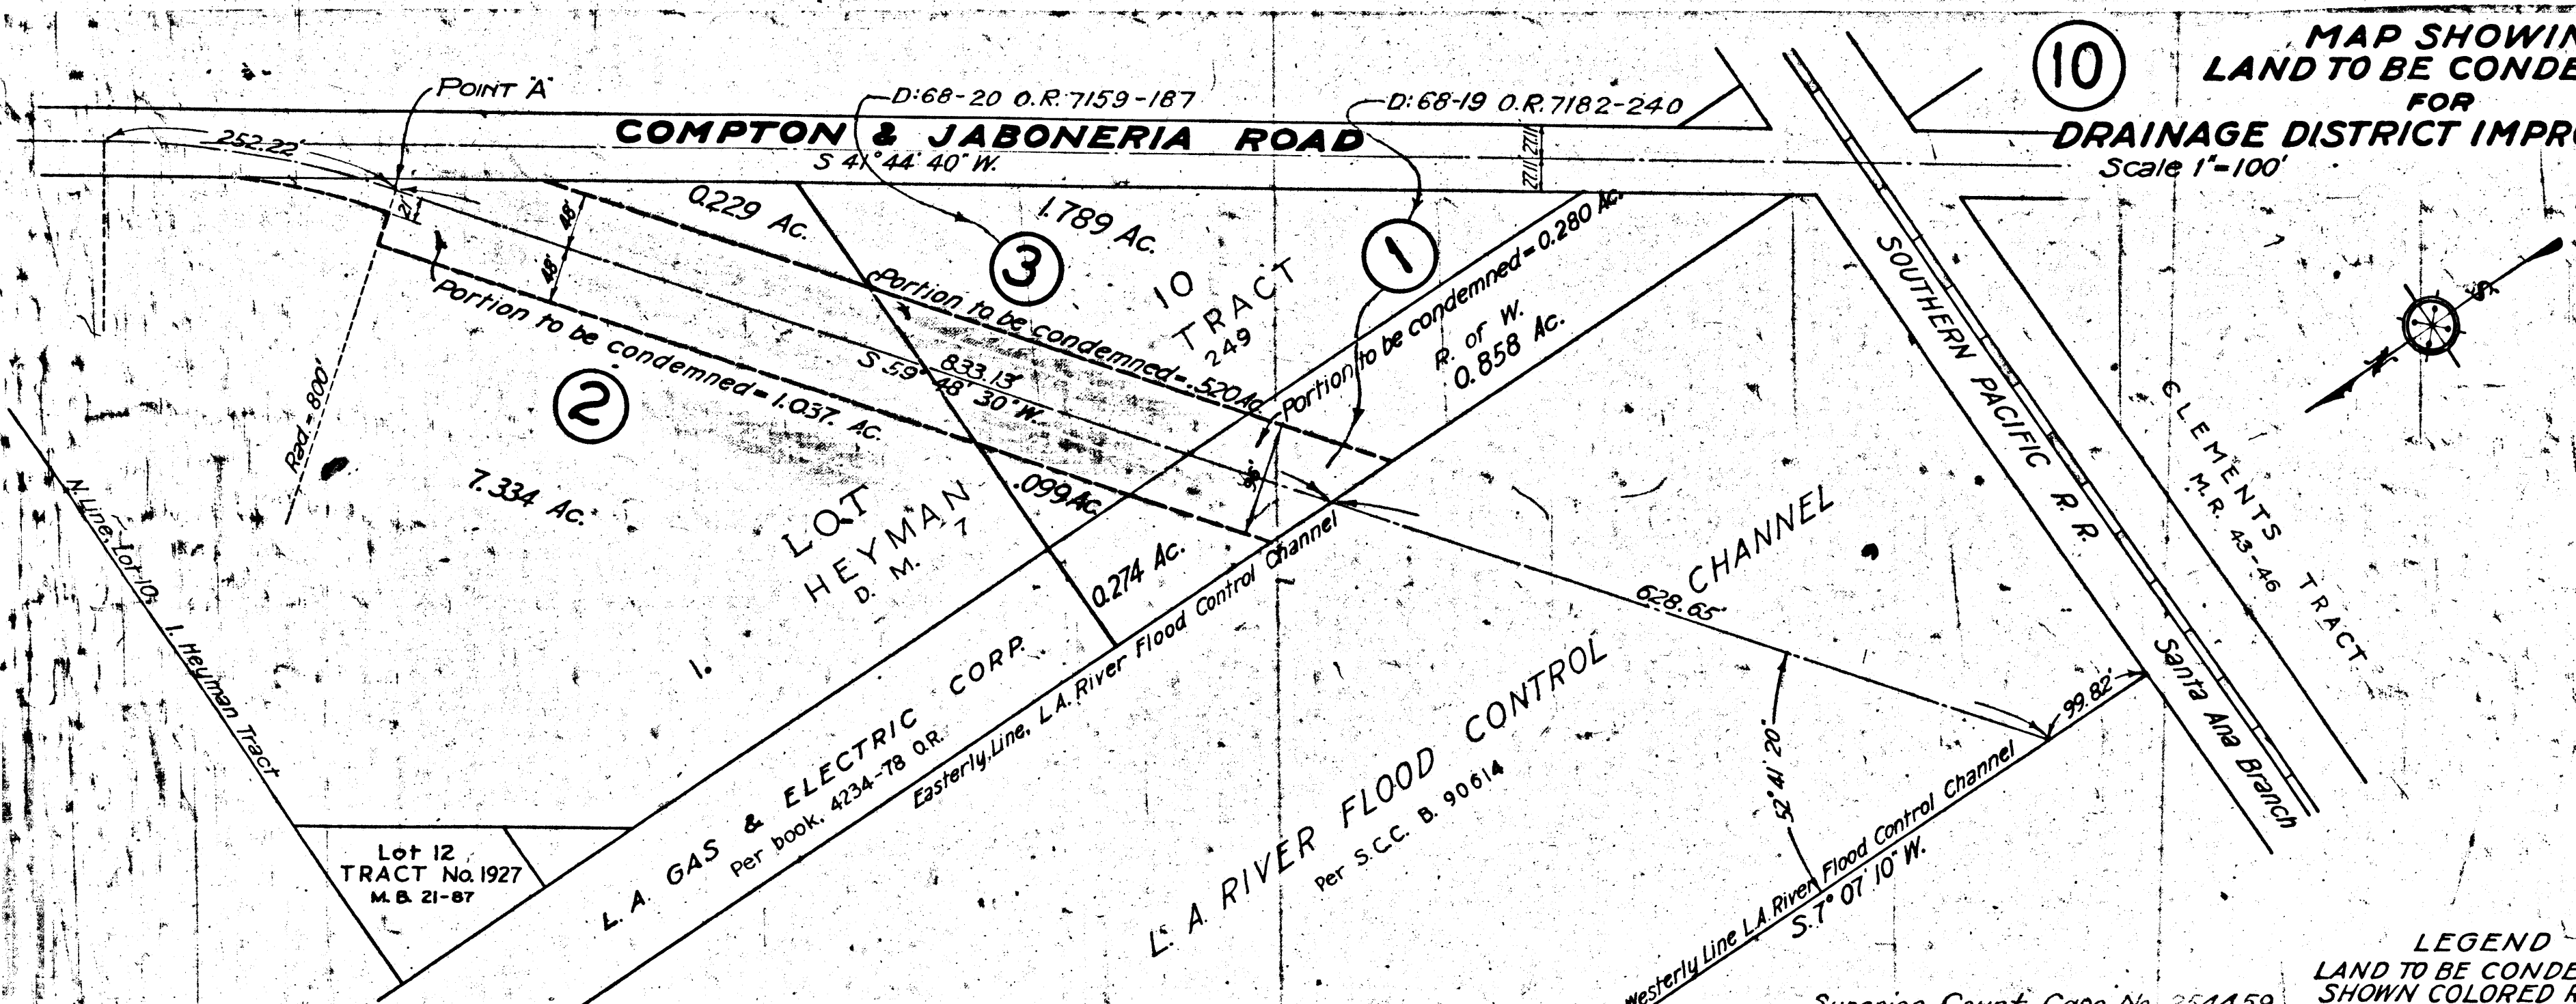 10
MAP SHOWIN
LAND TO BE CONDE
FOR
DRAINAGE DISTRICT IMPR
Scale 1"=100'
POINT "A"
D:68-20 O.R. 7159-187
D:68-19 O.R. 7182-240
COMPTON & JABONERIA ROAD
S 41° 44' 40" W.
252.22'
27' 27'
21'
48'
48'
0.229 Ac.
1.789 Ac.
3
1
10
TRACT
249
Portion to be condemned = .520 Ac.
Portion to be condemned = 0.280 Ac.
R. of W.
0.858 Ac.
Portion to be condemned = 1.037. Ac.
833.13'
S 59° 48' 30" W.
2
Rad. = 800'
7.334 Ac.
LOT
HEYMAN
D. M. 7
I.
.099 Ac.
96'
0.274 Ac.
N. Line, Lot 10, I. Heyman Tract
Lot 12
TRACT No. 1927
M. B. 21-87
L. A. GAS & ELECTRIC CORP.
Per book, 4234-78 O.R.
Easterly Line, L.A. River Flood Control Channel
L. A. RIVER FLOOD CONTROL CHANNEL
Per S.C.C. B. 90614
628.65'
52° 41' 20"
99.82'
Westerly Line L.A. River Flood Control Channel
S. 7° 07' 10" W.
SOUTHERN PACIFIC R. R.
Santa Ana Branch
CLEMENTS TRACT
M. R. 43-46
S
N
LEGEND
LAND TO BE CONDE
SHOWN COLORED
Superior Court Case No. 254459